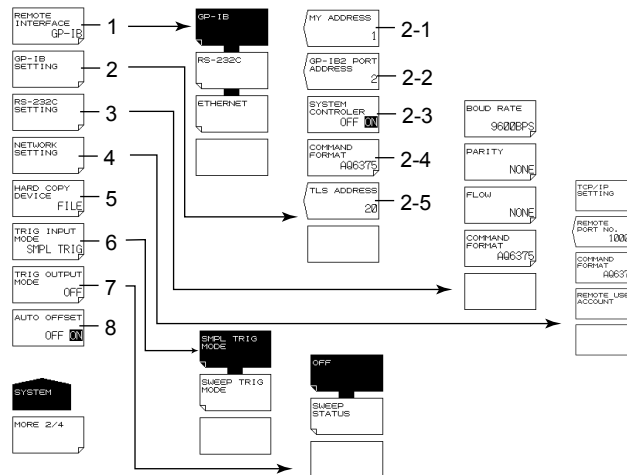 REMOTE
INTERFACE
GP-IB
1
GP-IB
SETTING
2
RS-232C
SETTING
3
NETWORK
SETTING
4
HARD COPY
DEVICE
FILE
5
TRIG INPUT
MODE
SMPL TRIG
6
TRIG OUTPUT
MODE
OFF
7
AUTO OFFSET
OFF ON
8
SYSTEM
MORE 2/4
GP-IB
RS-232C
ETHERNET
MY ADDRESS
1
2-1
GP-IB2 PORT
ADDRESS
2
2-2
SYSTEM
CONTROLER
OFF ON
2-3
COMMAND
FORMAT
AQ6375
2-4
TLS ADDRESS
20
2-5
BOUD RATE
9600BPS
PARITY
NONE
FLOW
NONE
COMMAND
FORMAT
AQ6375
TCP/IP
SETTING
REMOTE
PORT NO.
COMMAND
FORMAT
REMOTE
ACCOUNT
SMPL TRIG
MODE
SWEEP TRIG
MODE
OFF
SWEEP
STATUS